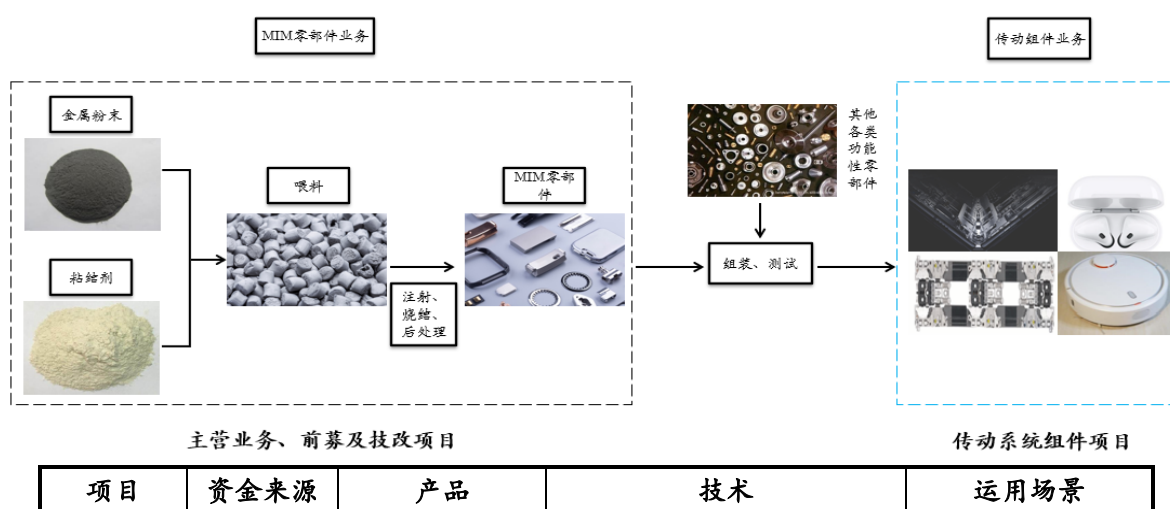 MIM零部件业务
传动组件业务
金属粉末
喂料
MIM零部
件
其他
各类
功能
性零
部件
粘结剂
注射、
烧结、
后处理
组装、测试
主营业务、前募及技改项目
传动系统组件项目
项目 资金来源 产品 技术 运用场景